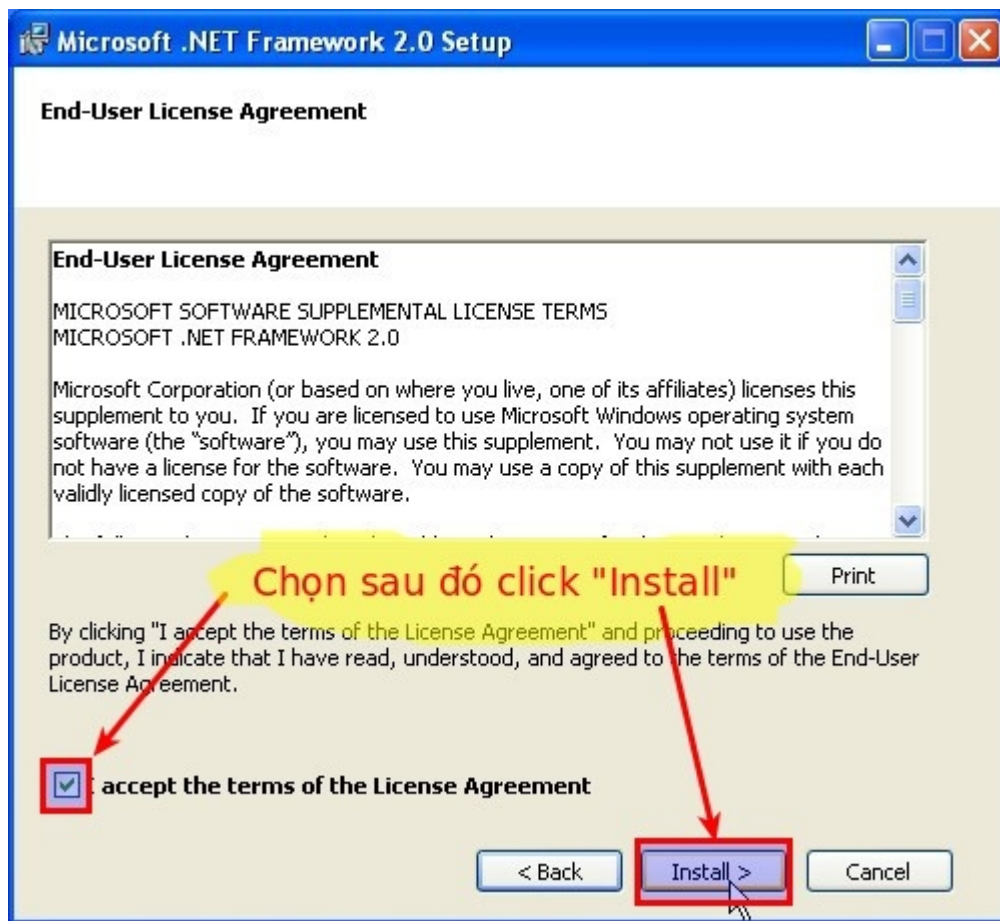 Microsoft .NET Framework 2.0 Setup
End-User License Agreement
End-User License Agreement
MICROSOFT SOFTWARE SUPPLEMENTAL LICENSE TERMS
MICROSOFT .NET FRAMEWORK 2.0
Microsoft Corporation (or based on where you live, one of its affiliates) licenses this
supplement to you. If you are licensed to use Microsoft Windows operating system
software (the "software"), you may use this supplement. You may not use it if you do
not have a license for the software. You may use a copy of this supplement with each
validly licensed copy of the software.
Chọn sau đó click "Install"
Print
By clicking "I accept the terms of the License Agreement" and proceeding to use the
product, I indicate that I have read, understood, and agreed to the terms of the End-User
License Agreement.
I accept the terms of the License Agreement
< Back
Install >
Cancel